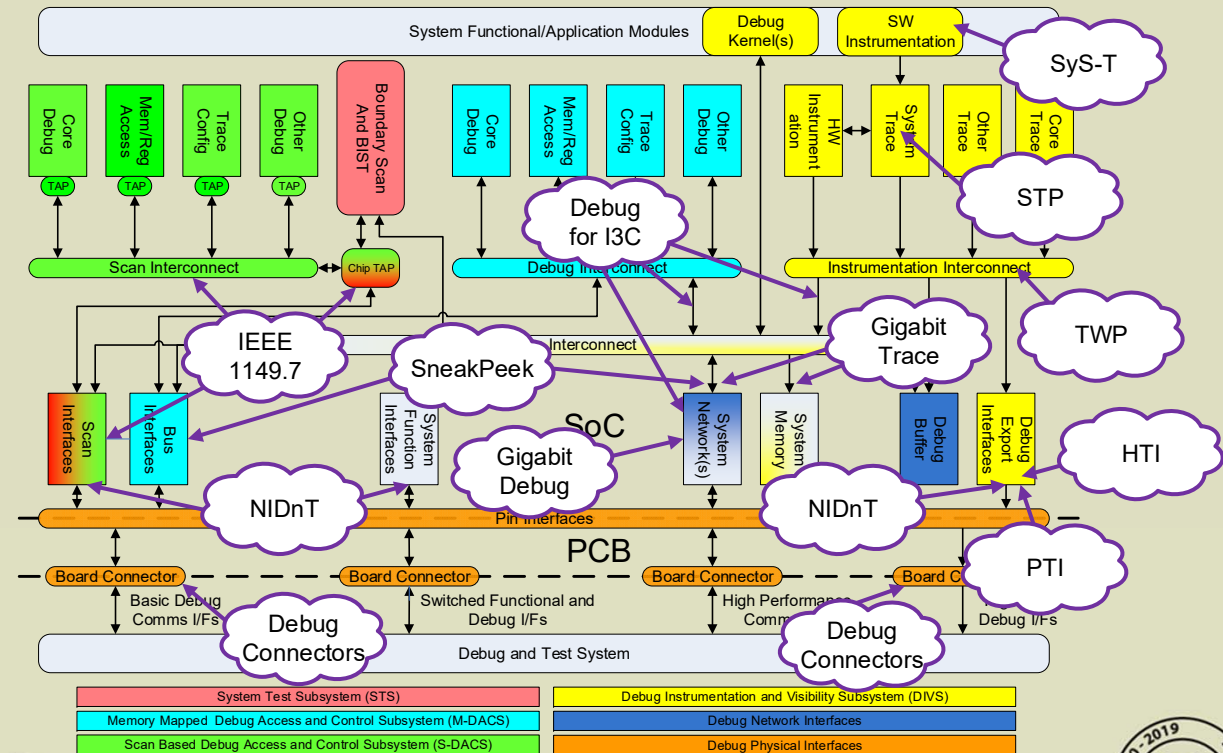 System Functional/Application Modules
Debug
Kernel(s)
SW
Instrumentation
SyS-T
Core
Debug
Mem/Reg
Access
Trace
Config
Other
Debug
Boundary Scan
And BIST
Core
Debug
Mem/Reg
Access
Trace
Config
Other
Debug
HW
Instrument
ation
System
Trace
Other
Trace
Core
TAP
TAP
TAP
TAP
STP
Debug
for I3C
Scan Interconnect
Chip TAP
Debug Interconnect
Instrumentation Interconnect
IEEE
1149.7
SneakPeek
Interconnect
Gigabit
Trace
TWP
Scan
Interfaces
Bus
Interfaces
System
Function
Interfaces
SoC
System
Network(s)
System
Memory
Debug
Buffer
Debug
Export
Interfaces
HTI
Gigabit
Debug
NIDnT
NIDnT
Pin Interfaces
PCB
PTI
Board Connector
Board Connector
Board Connector
Board C
Basic Debug
Comms I/Fs
Switched Functional and
Debug I/Fs
High Performance
Comm
Debug I/Fs
Debug
Connectors
Debug
Connectors
Debug and Test System
System Test Subsystem (STS)
Debug Instrumentation and Visibility Subsystem (DIVS)
Memory Mapped Debug Access and Control Subsystem (M-DACS)
Debug Network Interfaces
Scan Based Debug Access and Control Subsystem (S-DACS)
Debug Physical Interfaces
-2019